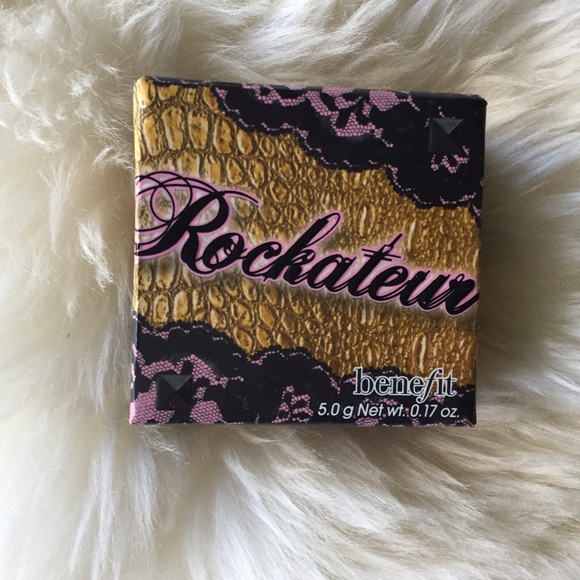 Rockateur
benefit
5.0 g Net wt. 0.17 oz.